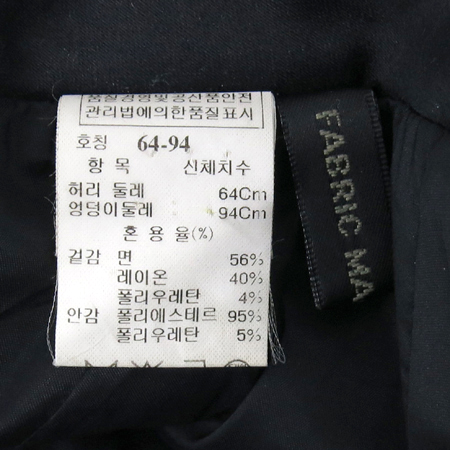 품질경영및공산품안전
관리법에의한품질표시
호칭 64-94
항 목 신체치수
허리 둘레 64Cm
엉덩이둘레 94Cm
혼 용 율(%)
겉감 면 56%
레이온 40%
폴리우레탄 4%
안감 폴리에스테르 95%
폴리우레탄 5%
FABRIC MA